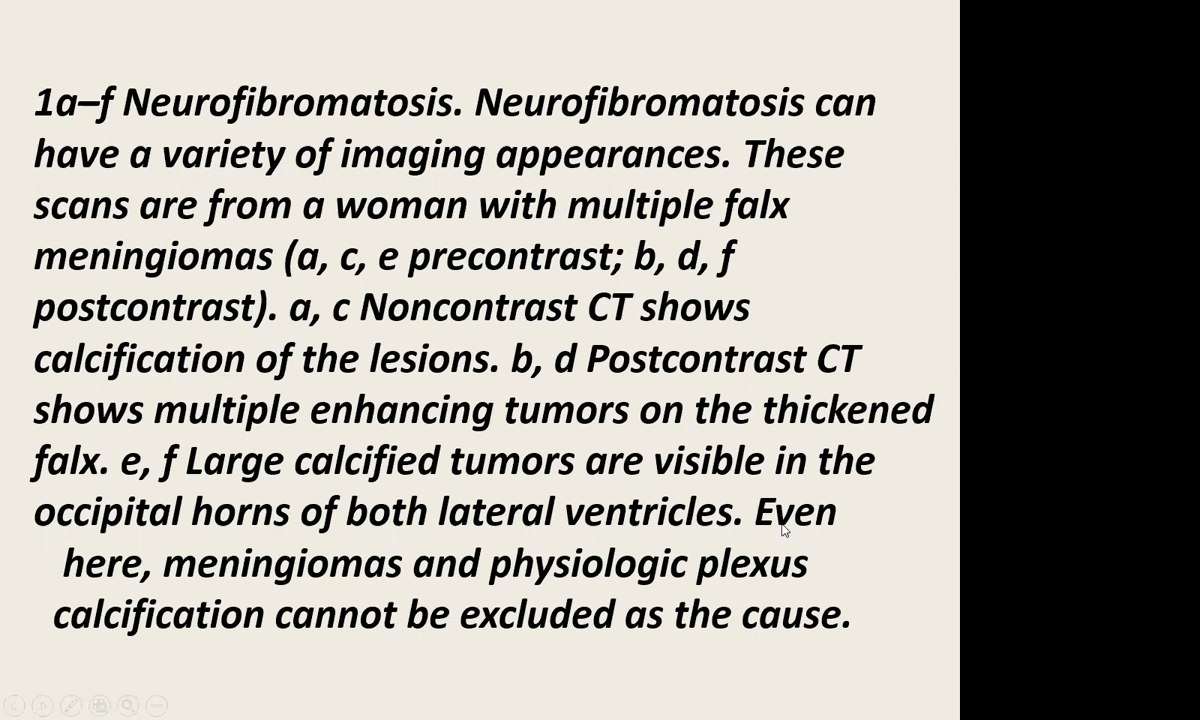 1a–f Neurofibromatosis. Neurofibromatosis can
have a variety of imaging appearances. These
scans are from a woman with multiple falx
meningiomas (a, c, e precontrast; b, d, f
postcontrast). a, c Noncontrast CT shows
calcification of the lesions. b, d Postcontrast CT
shows multiple enhancing tumors on the thickened
falx. e, f Large calcified tumors are visible in the
occipital horns of both lateral ventricles. Even
here, meningiomas and physiologic plexus
calcification cannot be excluded as the cause.